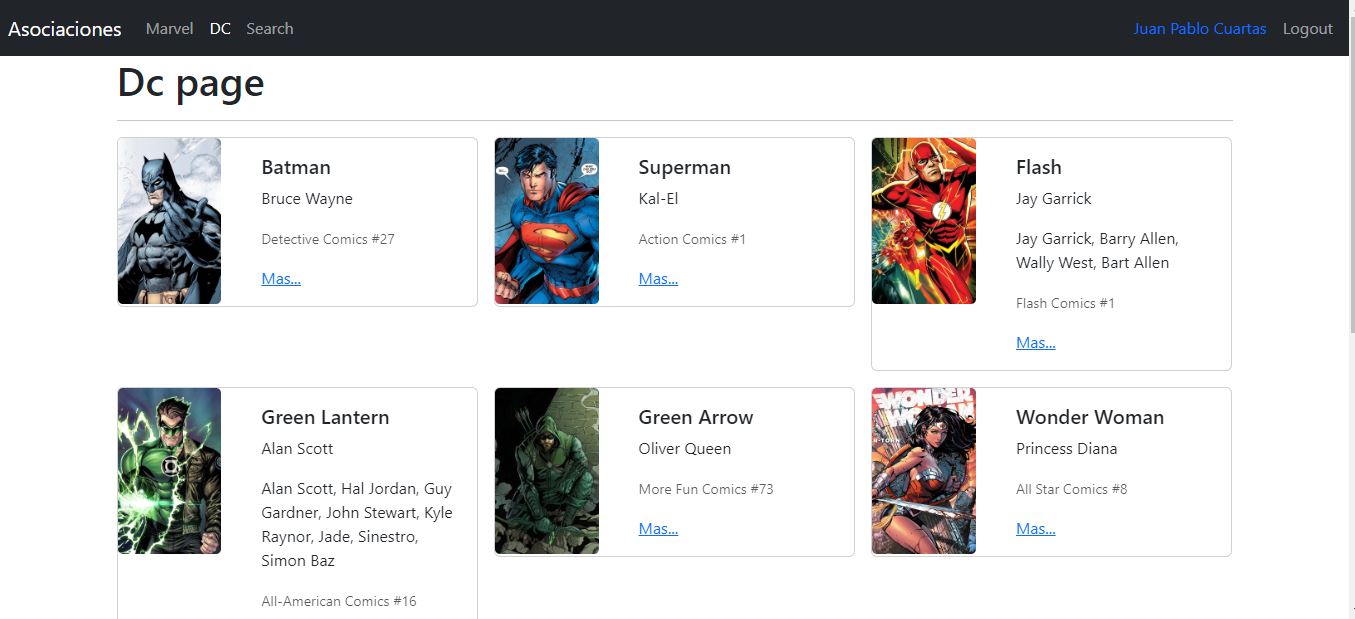 Asociaciones Marvel DC Search Juan Pablo Cuartas Logout
Dc page
Batman
Bruce Wayne
Detective Comics #27
Mas...
Superman
Kal-El
Action Comics #1
Mas...
Flash
Jay Garrick
Jay Garrick, Barry Allen,
Wally West, Bart Allen
Flash Comics #1
Mas...
Green Lantern
Alan Scott
Alan Scott, Hal Jordan, Guy
Gardner, John Stewart, Kyle
Raynor, Jade, Sinestro,
Simon Baz
All-American Comics #16
Green Arrow
Oliver Queen
More Fun Comics #73
Mas...
WONDER
WOMAN
Wonder Woman
Princess Diana
All Star Comics #8
Mas...